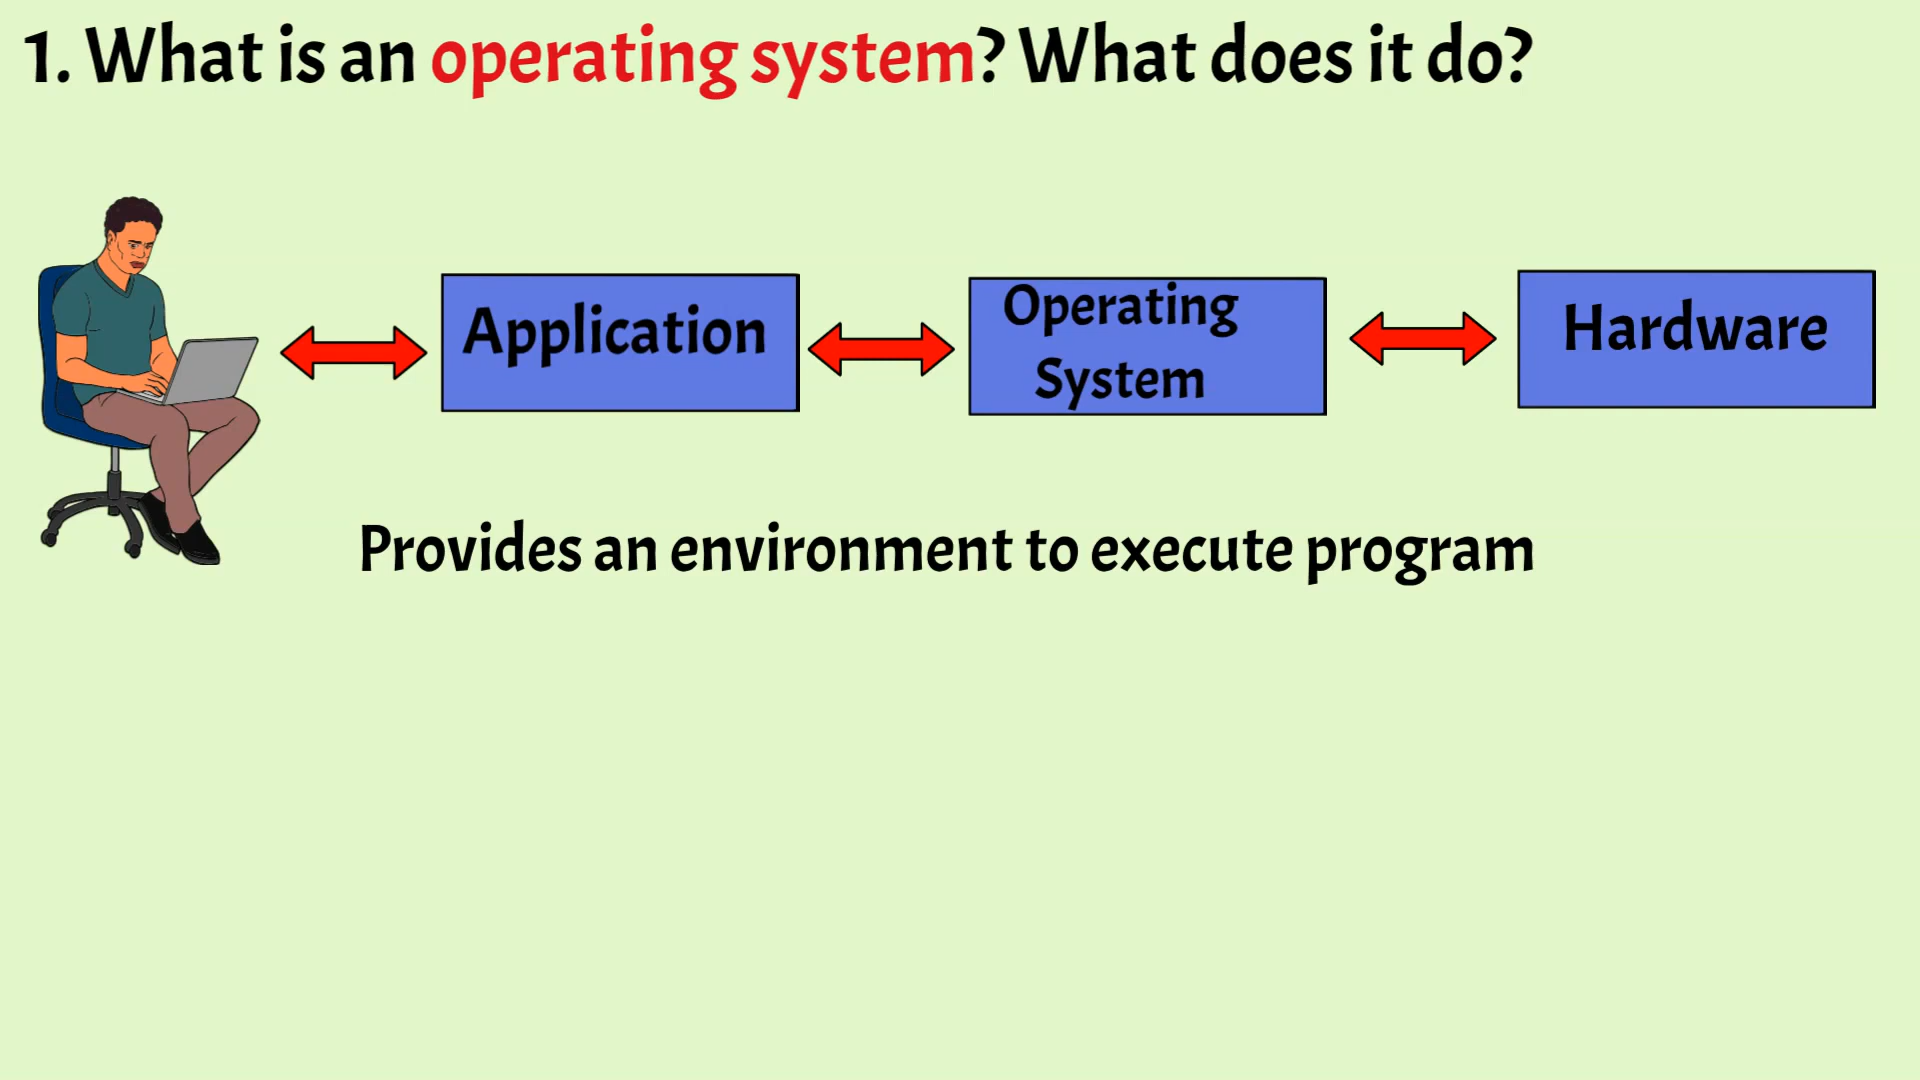 1. What is an operating system? What does it do?
Application
Operating
System
Hardware
Provides an environment to execute program